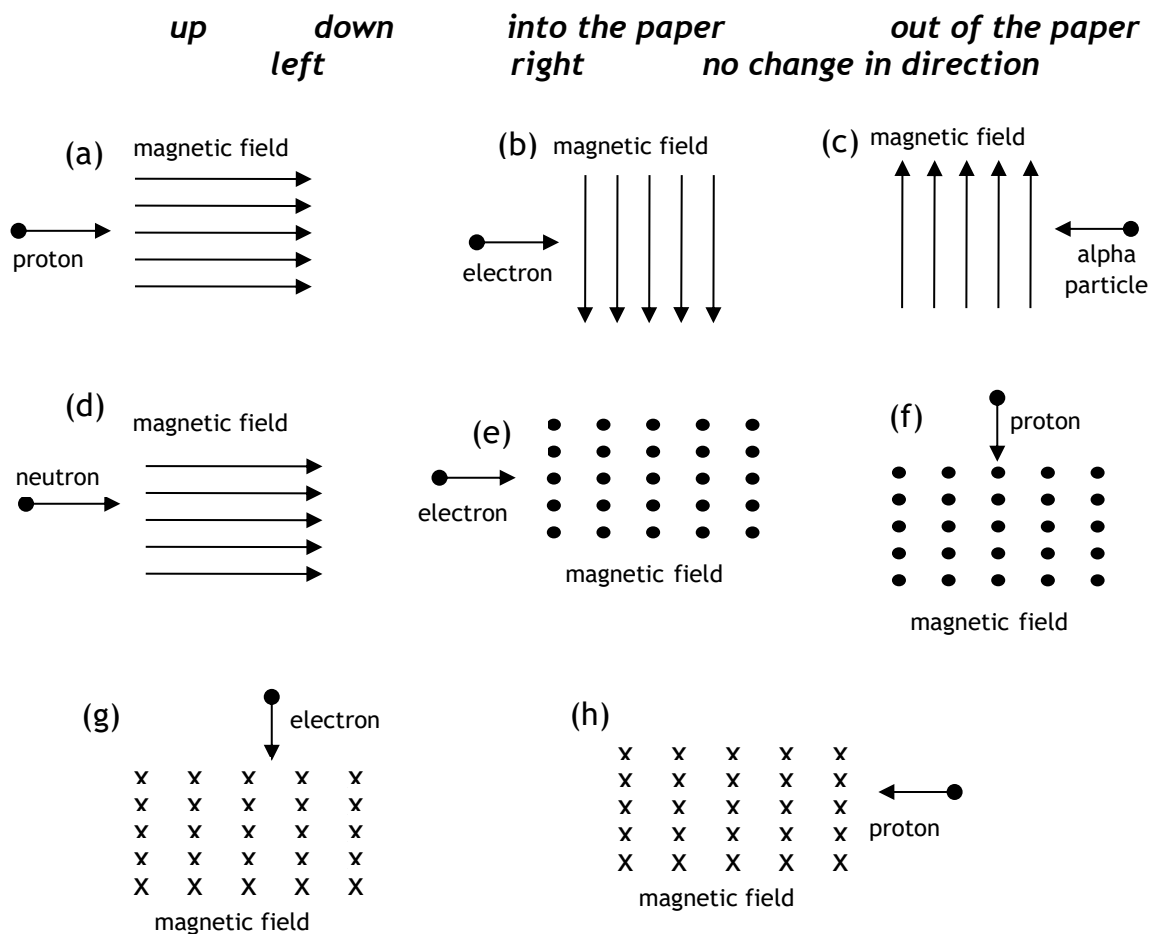 up down into the paper out of the paper
left right no change in direction
(a) magnetic field
proton
(b) magnetic field
electron
(c) magnetic field
alpha
particle
(d) magnetic field
neutron
(e)
electron
magnetic field
(f)
proton
magnetic field
(g)
electron
x x x x x
x x x x x
x x x x x
x x x x x
x x x x x
magnetic field
(h)
x x x x x
x x x x x
x x x x x
x x x x x
x x x x x
proton
magnetic field